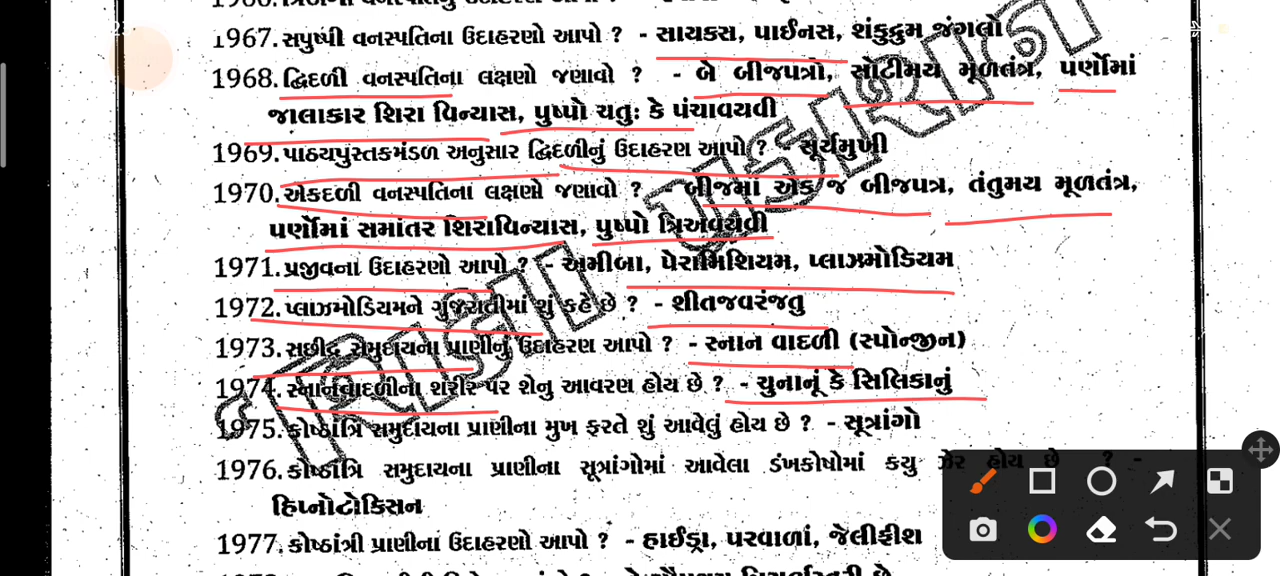 1967. સપુષ્પી વનસ્પતિના ઉદાહરણો આપો ? - સાયકસ, પાઈનસ, શંકુદ્રુમ જંગલો
1968. દ્વિદળી વનસ્પતિના લક્ષણો જણાવો ? - બે બીજપત્રો, સોટીમય મૂળતંત્ર, પર્ણોમાં
જાલાકાર શિરા વિન્યાસ, પુષ્પો ચતુઃ કે પંચાવયવી
1969. પાઠયપુસ્તકમંડળ અનુસાર દ્વિદળીનું ઉદાહરણ આપો ? - સૂર્યમુખી
1970. એકદળી વનસ્પતિનાં લક્ષણો જણાવો ? બીજમાં એક જ બીજપત્ર, તંતુમય મૂળતંત્ર,
પર્ણોમાં સમાંતર શિરાવિન્યાસ, પુષ્પો ત્રિઅવયવી
1971. પ્રજીવના ઉદાહરણો આપો ? - અમીબા, પેરામિશિયમ, પ્લાઝમોડિયમ
1972. પ્લાઝમોડિયમને ગુજરાતીમાં શું કહે છે ? - શીતજવરંજતુ
1973. સછીદ્ર સમુદાયના પ્રાણીનું ઉદાહરણ આપો ? - સ્નાન વાદળી (સ્પોન્જીન)
1974. સ્નાનવાદળીના શરીર પર શેનુ આવરણ હોય છે ? - ચુનાનૂં કે સિલિકાનું
1975. કોષ્ઠાંત્રિ સમુદાયના પ્રાણીના મુખ ફરતે શું આવેલું હોય છે ? - સૂત્રાંગો
1976. કોષ્ઠાંત્રિ સમુદાયના પ્રાણીના સૂત્રાંગોમાં આવેલા ડંખકોષોમાં કયુ ઝેર હોય છે ? -
હિપ્નોટોકિસન
1977. કોષ્ઠાંત્રી પ્રાણીનાં ઉદાહરણો આપો ? - હાઈડ્રા, પરવાળાં, જેલીફીશ